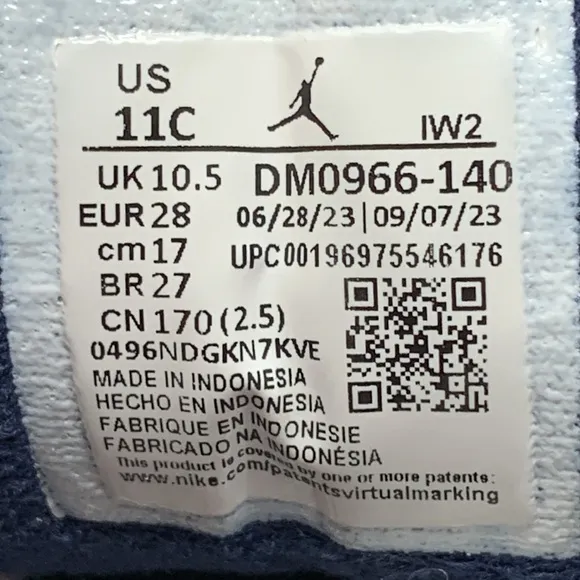 US
11C
IW2
UK 10.5 DM0966-140
EUR 28 06/28/23|09/07/23
cm 17 UPC00196975546176
BR 27
CN 170 (2.5)
0496NDGKN7KVE
MADE IN INDONESIA
HECHO EN INDONESIA
FABRIQUE EN INDONESIE
FABRICADO NA INDONÉSIA
This product is covered by one or more patents:
www.nike.com/patentsvirtualmarking